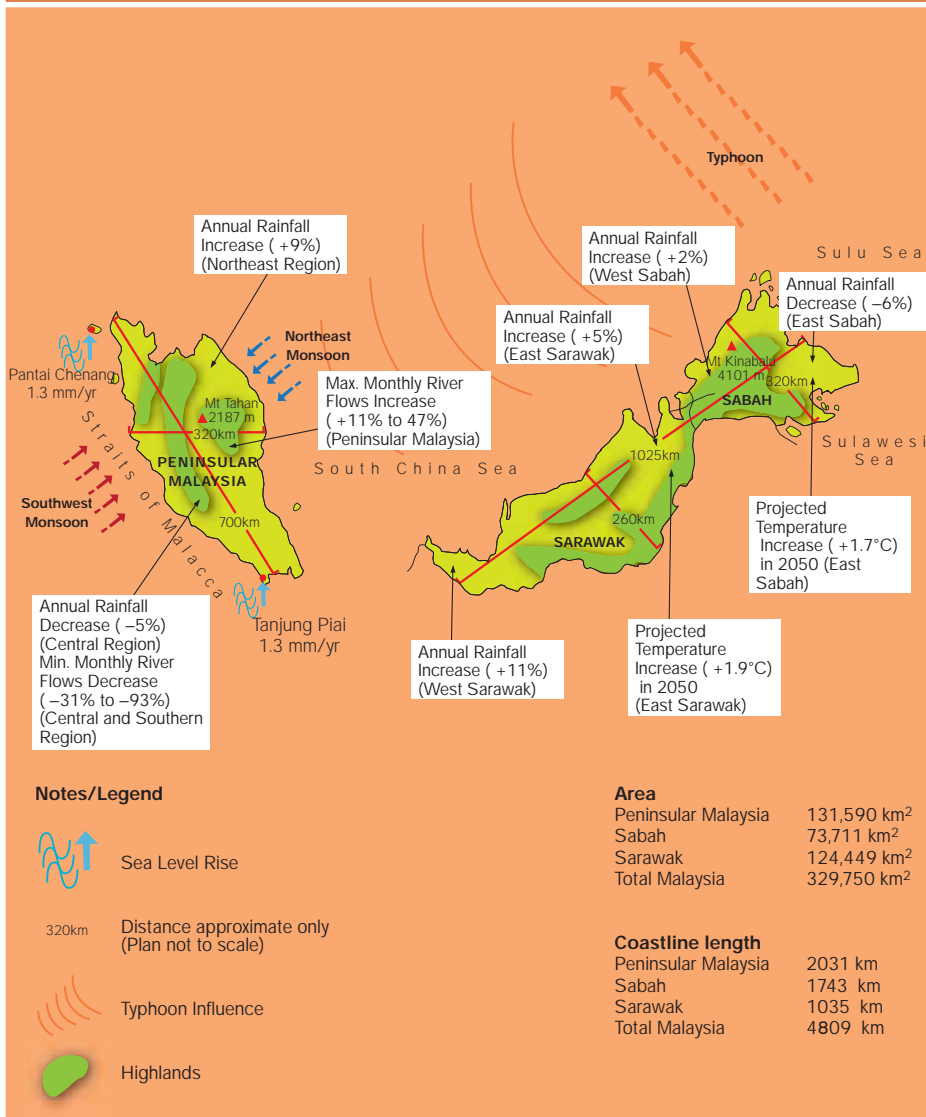 Typhoon
Annual Rainfall
Increase ( +9%)
(Northeast Region)
Annual Rainfall
Increase ( +2%)
(West Sabah)
Sulu Sea
Annual Rainfall
Decrease ( –6%)
(East Sabah)
Annual Rainfall
Increase ( +5%)
(East Sarawak)
Northeast
Monsoon
Pantai Chenang
1.3 mm/yr
Max. Monthly River
Flows Increase
( +11% to 47%)
(Peninsular Malaysia)
Mt Tahan
2187 m
320km
PENINSULAR
MALAYSIA
700km
Straits of Malacca
Southwest
Monsoon
South China Sea
Mt Kinabalu
4101 m
320km
SABAH
Sulawesi
Sea
1025km
260km
SARAWAK
Projected
Temperature
Increase ( +1.7°C)
in 2050 (East
Sabah)
Annual Rainfall
Decrease ( –5%)
(Central Region)
Min. Monthly River
Flows Decrease
( –31% to –93%)
(Central and Southern
Region)
Tanjung Piai
1.3 mm/yr
Annual Rainfall
Increase ( +11%)
(West Sarawak)
Projected
Temperature
Increase ( +1.9°C)
in 2050
(East Sarawak)
Notes/Legend
Sea Level Rise
320km
Distance approximate only
(Plan not to scale)
Typhoon Influence
Highlands
Area
Peninsular Malaysia 131,590 km²
Sabah 73,711 km²
Sarawak 124,449 km²
Total Malaysia 329,750 km²
Coastline length
Peninsular Malaysia 2031 km
Sabah 1743 km
Sarawak 1035 km
Total Malaysia 4809 km